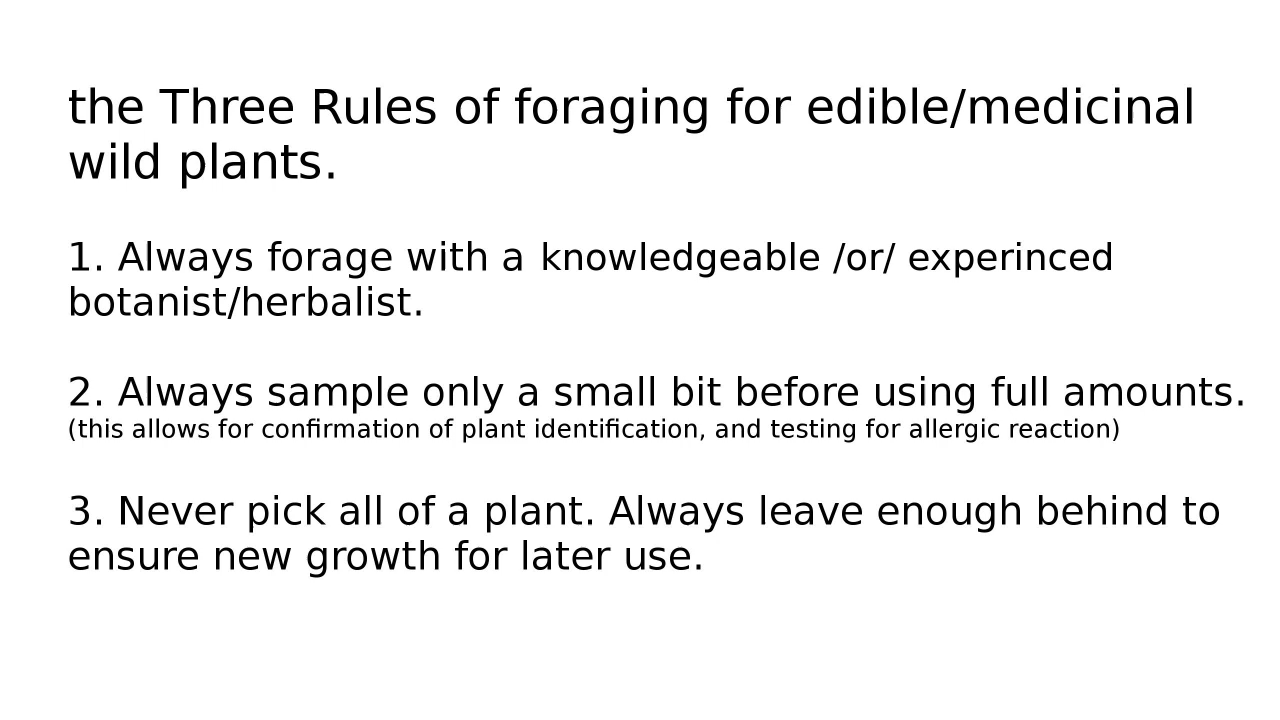 the Three Rules of foraging for edible/medicinal
wild plants.
1. Always forage with a knowledgeable /or/ experinced
botanist/herbalist.
2. Always sample only a small bit before using full amounts.
(this allows for confirmation of plant identification, and testing for allergic reaction)
3. Never pick all of a plant. Always leave enough behind to
ensure new growth for later use.